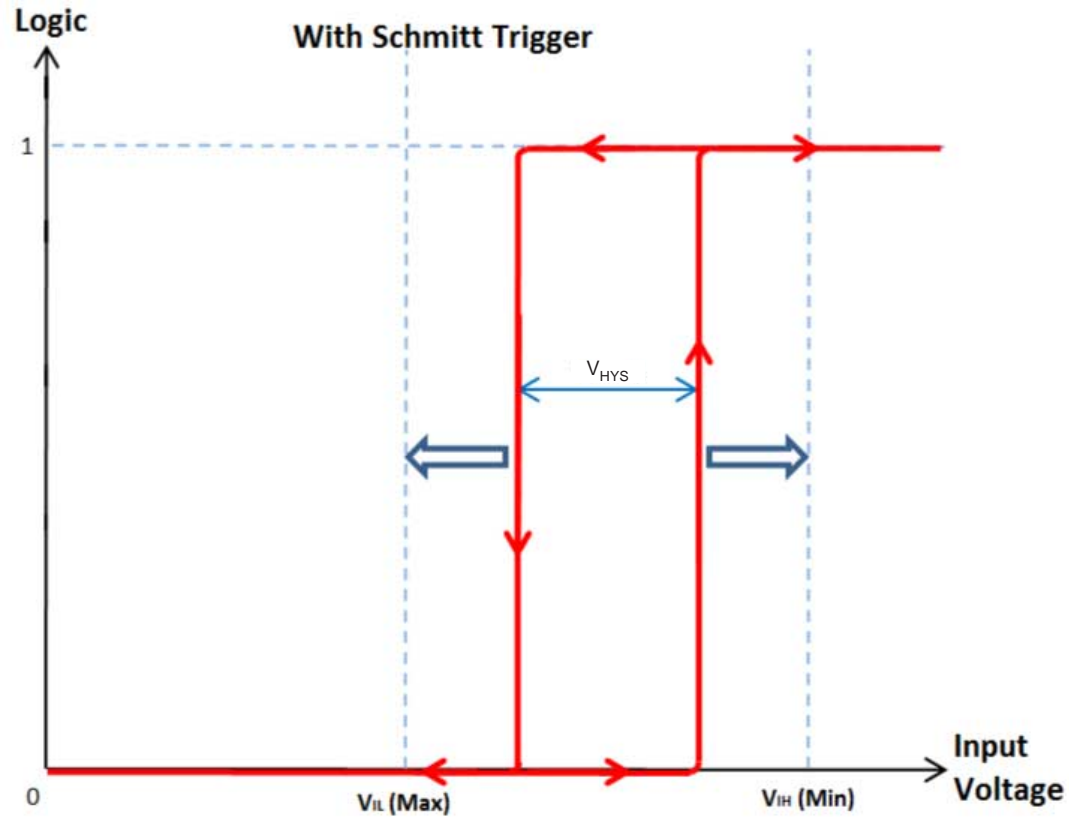 Logic
With Schmitt Trigger
1
VHYS
0
VIL (Max)
VIH (Min)
Input
Voltage